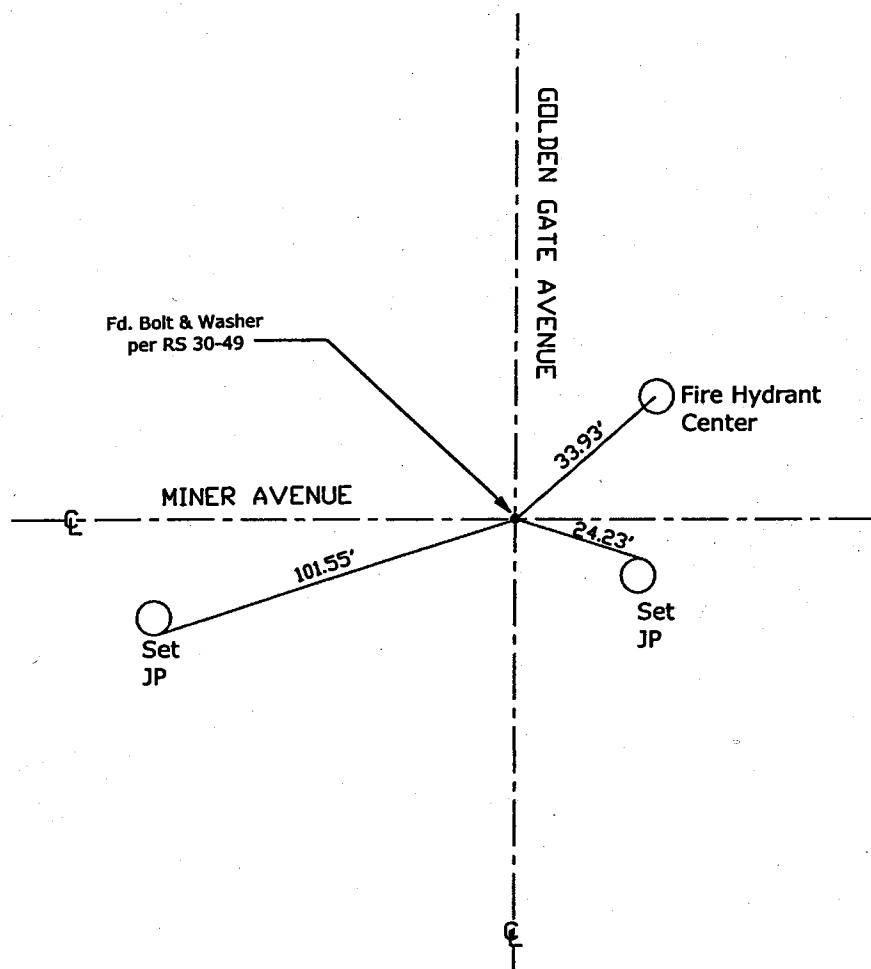 GOLDEN GATE AVENUE
Fd. Bolt & Washer
per RS 30-49
Fire Hydrant
Center
33.93'
MINER AVENUE
℄
24.23'
101.55'
Set
JP
Set
JP
℄